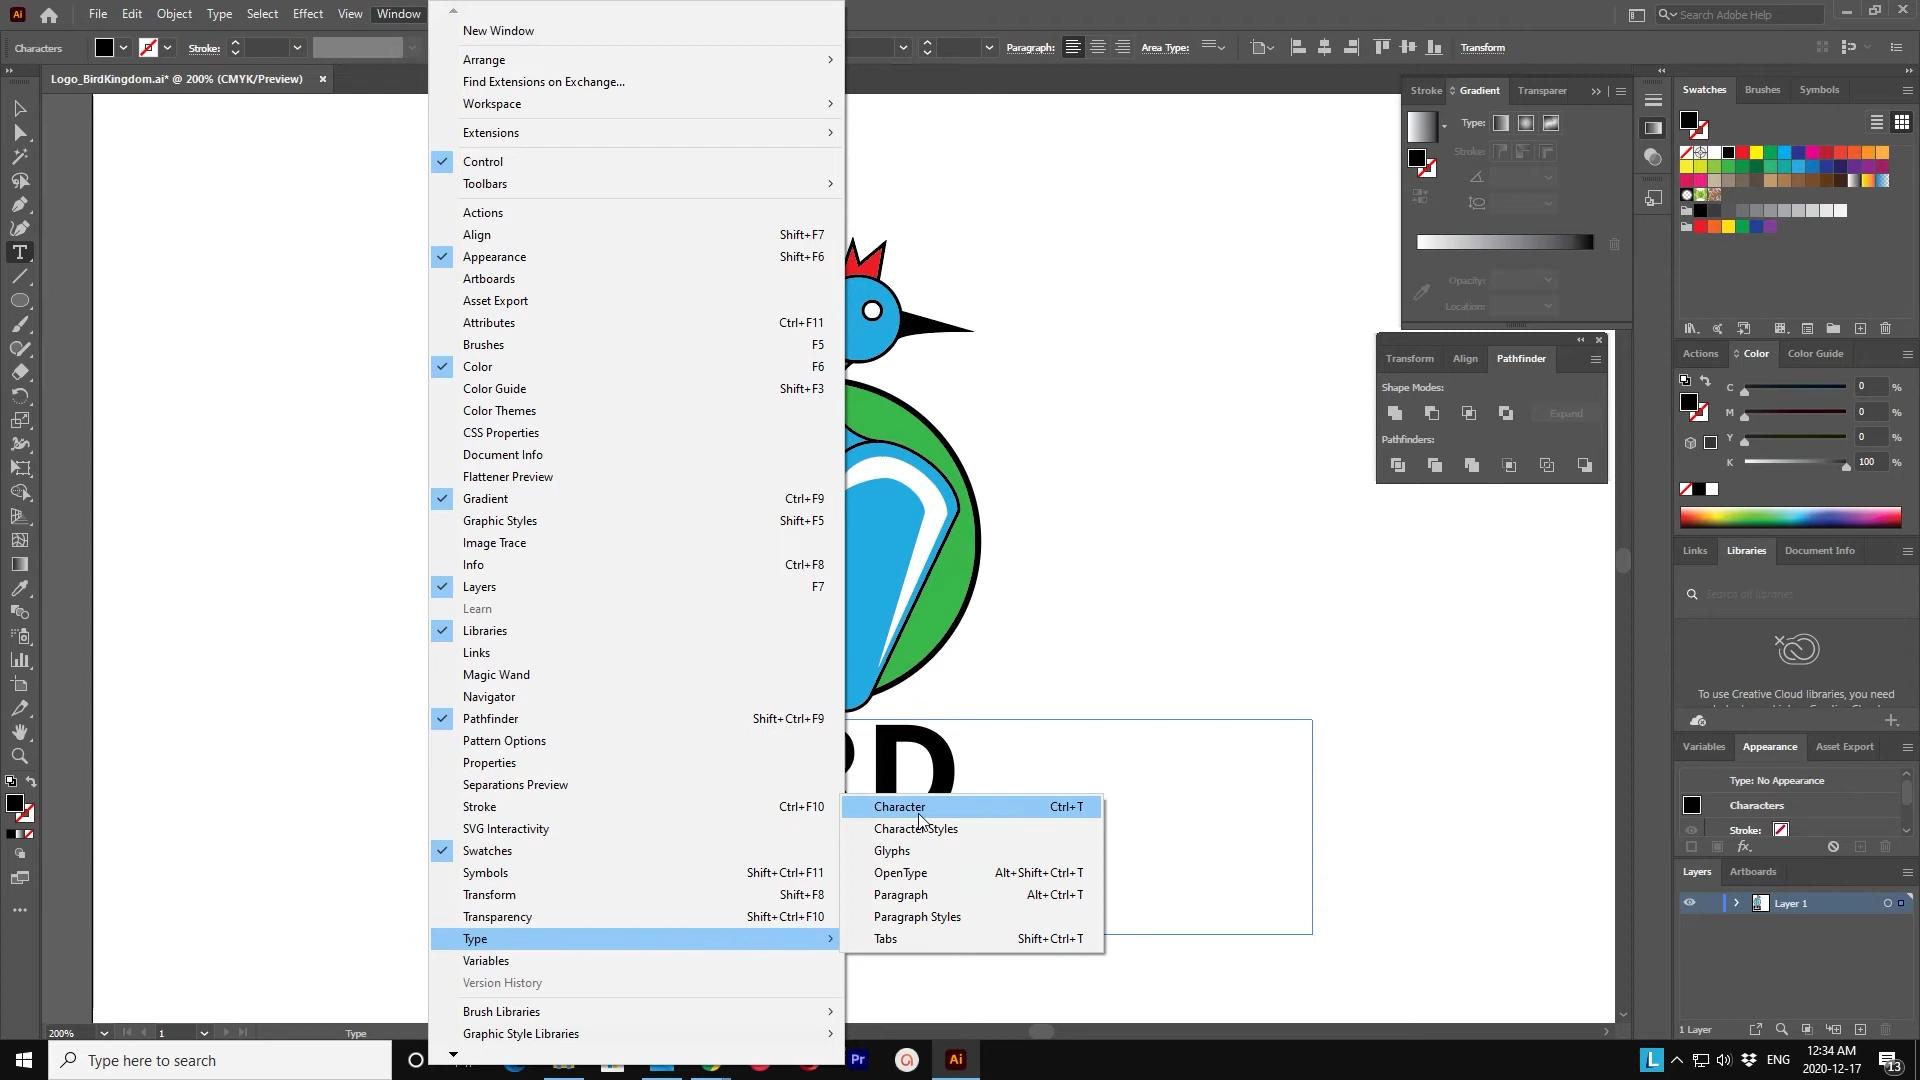 Ai File Edit Object Type Select Effect View Window Search Adobe Help
Characters Stroke: Paragraph: Area Type: Transform
Logo_BirdKingdom.ai* @ 200% (CMYK/Preview) ×
New Window
Arrange
Find Extensions on Exchange...
Workspace
Extensions
Control
Toolbars
Actions
Align Shift+F7
Appearance Shift+F6
Artboards
Asset Export
Attributes Ctrl+F11
Brushes F5
Color F6
Color Guide Shift+F3
Color Themes
CSS Properties
Document Info
Flattener Preview
Gradient Ctrl+F9
Graphic Styles Shift+F5
Image Trace
Info Ctrl+F8
Layers F7
Learn
Libraries
Links
Magic Wand
Navigator
Pathfinder Shift+Ctrl+F9
Pattern Options
Properties
Separations Preview
Stroke Ctrl+F10
SVG Interactivity
Swatches
Symbols Shift+Ctrl+F11
Transform Shift+F8
Transparency Shift+Ctrl+F10
Type
Variables
Version History
Brush Libraries
Graphic Style Libraries
Character Ctrl+T
Character Styles
Glyphs
OpenType Alt+Shift+Ctrl+T
Paragraph Alt+Ctrl+T
Paragraph Styles
Tabs Shift+Ctrl+T
D
Stroke Gradient Transparer
Type:
Stroke:
Opacity:
Location:
Transform Align Pathfinder
Shape Modes:
Expand
Pathfinders:
Swatches Brushes Symbols
Actions Color Color Guide
C 0 %
M 0 %
Y 0 %
K 100 %
Links Libraries Document Info
Search all libraries
To use Creative Cloud libraries, you need
Variables Appearance Asset Export
Type: No Appearance
Characters
Stroke:
fx.
Layers Artboards
Layer 1
1 Layer
200% 1 Type
Type here to search
Pr Ai
L ENG
12:34 AM
2020-12-17
13